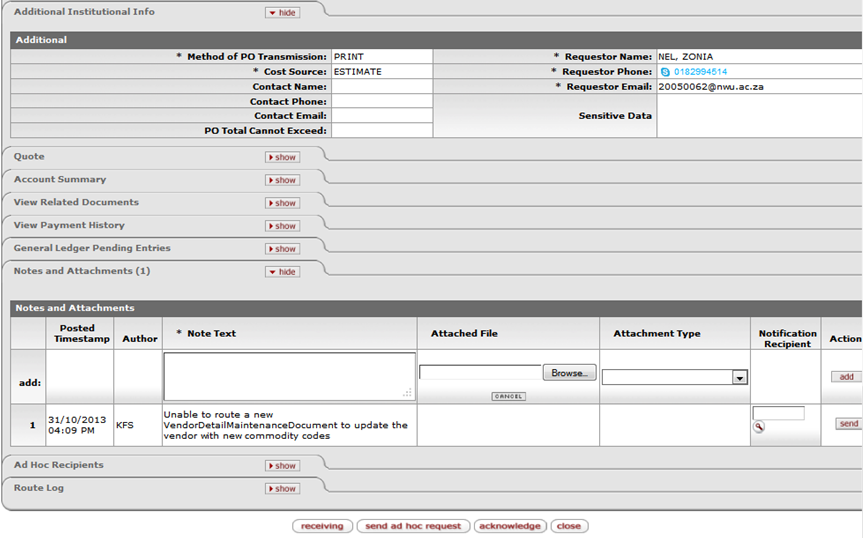 Additional Institutional Info
hide
Additional
* Method of PO Transmission: PRINT * Requestor Name: NEL, ZONIA
* Cost Source: ESTIMATE * Requestor Phone: 0182994514
Contact Name: * Requestor Email: 20050062@nwu.ac.za
Contact Phone:
Contact Email: Sensitive Data
PO Total Cannot Exceed:
Quote show
Account Summary show
View Related Documents show
View Payment History show
General Ledger Pending Entries show
Notes and Attachments (1) hide
Notes and Attachments
Posted Timestamp Author * Note Text Attached File Attachment Type Notification Recipient Action
add: Browse... add
CANCEL
1 31/10/2013 04:09 PM KFS Unable to route a new
VendorDetailMaintenanceDocument to update the
vendor with new commodity codes
send
Ad Hoc Recipients show
Route Log show
receiving send ad hoc request acknowledge close